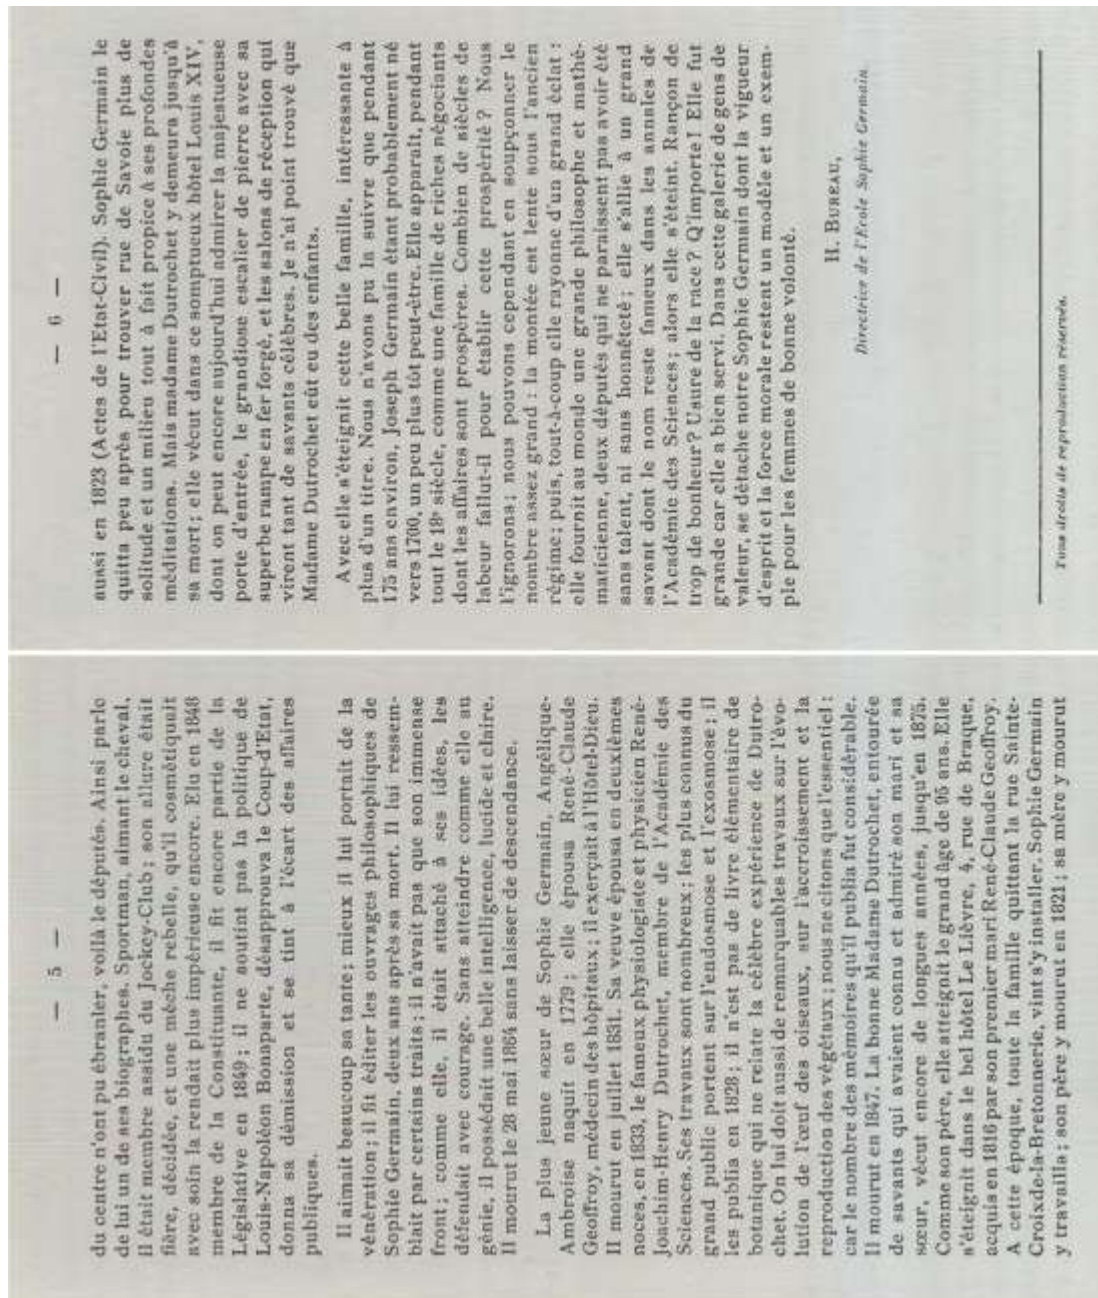 — 5 —
du centre n'ont pu ébranler, voilà le député. Ainsi parle
de lui un de ses biographes. Sportman, aimant le cheval,
il était membre assidu du Jockey-Club ; son allure était
fière, décidée, et une mèche rebelle, qu'il cosmétiquait
avec soin la rendait plus impérieuse encore. Elu en 1848
membre de la Constituante, il fit encore partie de la
Législative en 1849 ; il ne soutint pas la politique de
Louis-Napoléon Bonaparte, désapprouva le Coup-d'Etat,
donna sa démission et se tint à l'écart des affaires
publiques.
Il aimait beaucoup sa tante ; mieux il lui portait de la
vénération ; il fit éditer les ouvrages philosophiques de
Sophie Germain, deux ans après sa mort. Il lui ressem-
blait par certains traits ; il n'avait pas que son immense
front ; comme elle, il était attaché à ses idées, les
défendait avec courage. Sans atteindre comme elle au
génie, il possédait une belle intelligence, lucide et claire.
Il mourut le 28 mai 1864 sans laisser de descendance.
La plus jeune sœur de Sophie Germain, Angélique-
Ambroise naquit en 1779 ; elle épousa René-Claude
Geoffroy, médecin des hôpitaux ; il exerçait à l'Hôtel-Dieu.
Il mourut en juillet 1831. Sa veuve épousa en deuxièmes
noces, en 1833, le fameux physiologiste et physicien René-
Joachim-Henry Dutrochet, membre de l'Académie des
Sciences. Ses travaux sont nombreux ; les plus connus du
grand public portent sur l'endosmose et l'exosmose ; il
les publia en 1828 ; il n'est pas de livre élémentaire de
botanique qui ne relate la célèbre expérience de Dutro-
chet. On lui doit aussi de remarquables travaux sur l'évo-
lution de l'œuf des oiseaux, sur l'accroissement et la
reproduction des végétaux ; nous ne citons que l'essentiel :
car le nombre des mémoires qu'il publia fut considérable.
Il mourut en 1847. La bonne Madame Dutrochet, entourée
de savants qui avaient connu et admiré son mari et sa
sœur, vécut encore de longues années, jusqu'en 1875.
Comme son père, elle atteignit le grand âge de 95 ans. Elle
s'éteignit dans le bel hôtel Le Lièvre, 4, rue de Braque,
acquis en 1816 par son premier mari René-Claude Geoffroy.
A cette époque, toute la famille quittant la rue Sainte-
Croix-de-la-Bretonnerie, vint s'y installer. Sophie Germain
y travailla ; son père y mourut en 1821 ; sa mère y mourut
— 6 —
aussi en 1823 (Actes de l'Etat-Civil). Sophie Germain le
quitta peu après pour trouver rue de Savoie plus de
solitude et un milieu tout à fait propice à ses profondes
méditations. Mais madame Dutrochet y demeura jusqu'à
sa mort ; elle vécut dans ce somptueux hôtel Louis XIV,
dont on peut encore aujourd'hui admirer la majestueuse
porte d'entrée, le grandiose escalier de pierre avec sa
superbe rampe en fer forgé, et les salons de réception qui
virent tant de savants célèbres. Je n'ai point trouvé que
Madame Dutrochet eût eu des enfants.
Avec elle s'éteignit cette belle famille, intéressante à
plus d'un titre. Nous n'avons pu la suivre que pendant
175 ans environ, Joseph Germain étant probablement né
vers 1700, un peu plus tôt peut-être. Elle apparaît, pendant
tout le 18e siècle, comme une famille de riches négociants
dont les affaires sont prospères. Combien de siècles de
labeur fallut-il pour établir cette prospérité ? Nous
l'ignorons ; nous pouvons cependant en soupçonner le
nombre assez grand : la montée est lente sous l'ancien
régime ; puis, tout-à-coup elle rayonne d'un grand éclat :
elle fournit au monde une grande philosophe et mathé-
maticienne, deux députés qui ne paraissent pas avoir été
sans talent, ni sans honnêteté ; elle s'allie à un grand
savant dont le nom reste fameux dans les annales de
l'Académie des Sciences ; alors elle s'éteint. Rançon de
trop de bonheur ? Usure de la race ? Q'importe ! Elle fut
grande car elle a bien servi. Dans cette galerie de gens de
valeur, se détache notre Sophie Germain dont la vigueur
d'esprit et la force morale restent un modèle et un exem-
ple pour les femmes de bonne volonté.
H. BUREAU,
Directrice de l'Ecole Sophie Germain.
Tous droits de reproduction réservés.